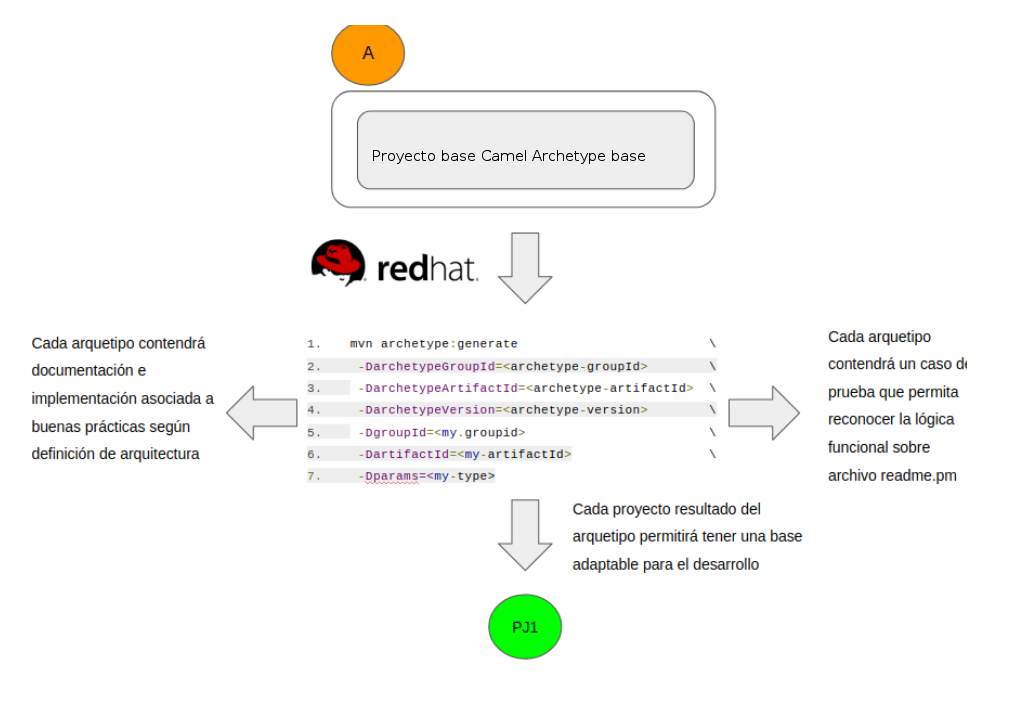 A
Proyecto base Camel Archetype base
redhat.
Cada arquetipo contendrá
documentación e
implementación asociada a
buenas prácticas según
definición de arquitectura
1. mvn archetype:generate \
2. -DarchetypeGroupId=<archetype-groupId> \
3. -DarchetypeArtifactId=<archetype-artifactId> \
4. -DarchetypeVersion=<archetype-version> \
5. -DgroupId=<my.groupid> \
6. -DartifactId=<my-artifactId> \
7. -Dparams=<my-type>
Cada arquetipo
contendrá un caso de
prueba que permita
reconocer la lógica
funcional sobre
archivo readme.pm
Cada proyecto resultado del
arquetipo permitirá tener una base
adaptable para el desarrollo
PJ1